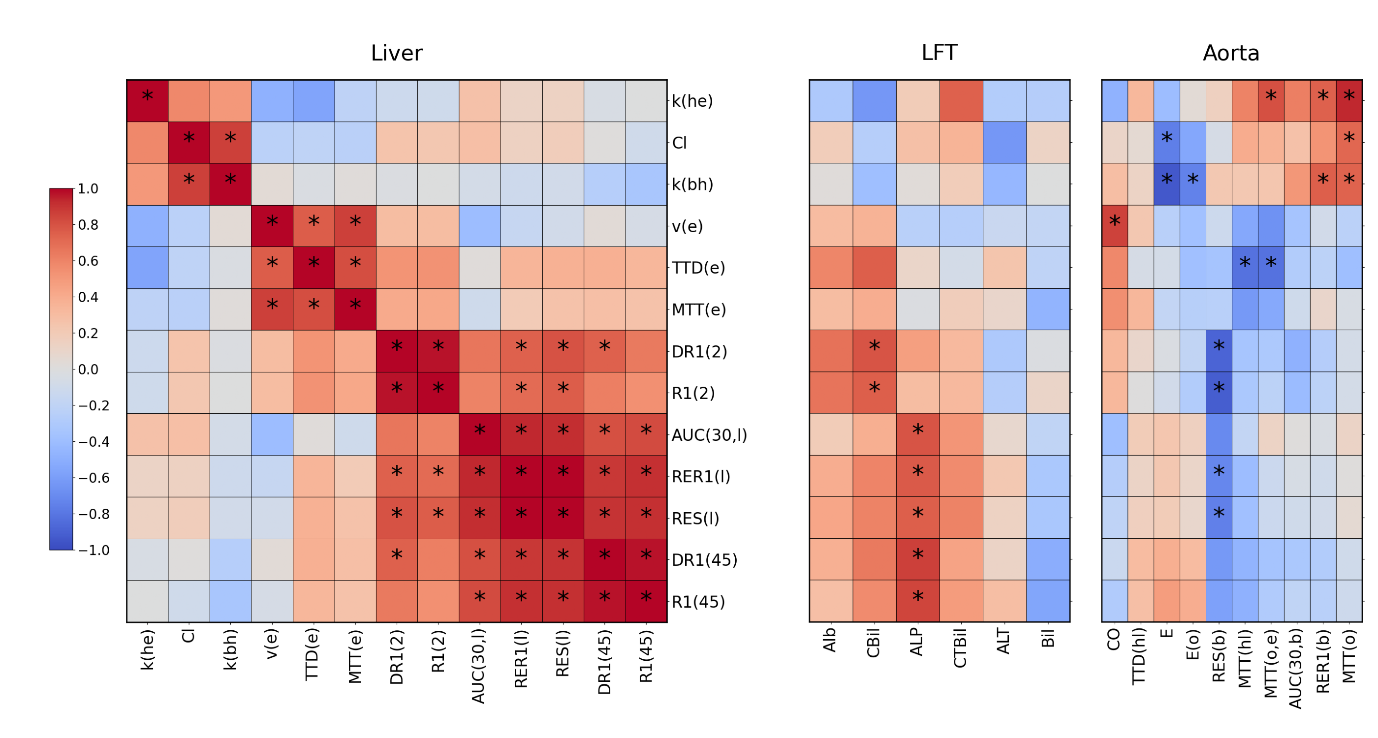 Liver
LFT
Aorta
* k(he) * * *
* * Cl * *
* * k(bh) * * * *
* * * v(e) *
* * * TTD(e) * *
* * * MTT(e)
* * * * * DR1(2) * *
* * * * R1(2) * *
* * * * * AUC(30,l) *
* * * * * * * RER1(l) * *
* * * * * * * RES(l) * *
* * * * * * DR1(45) *
* * * * * R1(45) *
1.0
0.8
0.6
0.4
0.2
0.0
−0.2
−0.4
−0.6
−0.8
−1.0
k(he) Cl k(bh) v(e) TTD(e) MTT(e) DR1(2) R1(2) AUC(30,l) RER1(l) RES(l) DR1(45) R1(45)
Alb CBil ALP CTBil ALT Bil
CO TTD(hl) E E(o) RES(b) MTT(hl) MTT(o,e) AUC(30,b) RER1(b) MTT(o)